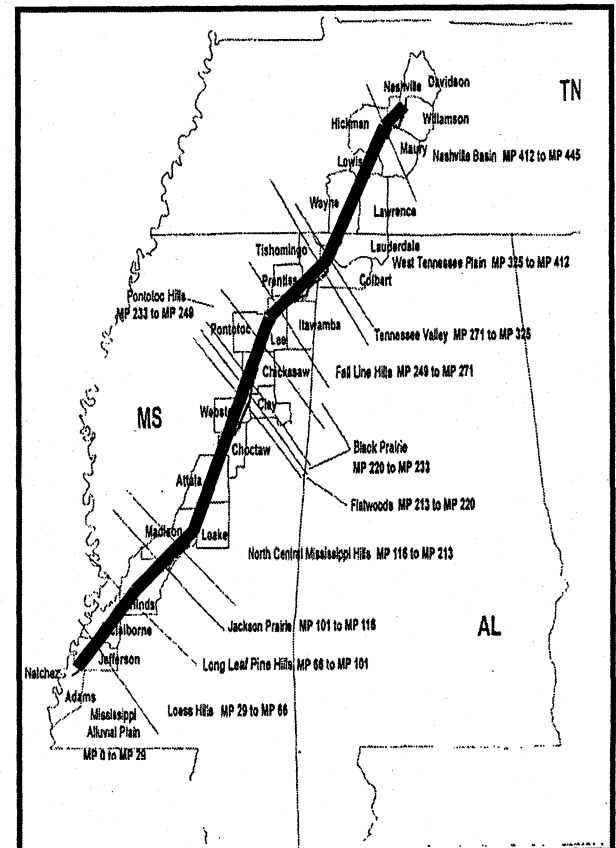 TN
Davidson
Nashville
Hickman
Williamson
Maury
Nashville Basin MP 412 to MP 445
Lewis
Wayne
Lawrence
Tishomingo
Lauderdale
West Tennessee Plain MP 325 to MP 412
Prentiss
Colbert
Pontotoc Hills
MP 233 to MP 249
Itawamba
Tennessee Valley MP 271 to MP 325
Pontotoc
Lee
Chickasaw
Fall Line Hills MP 249 to MP 271
MS
Clay
Choctaw
Black Prairie
MP 220 to MP 233
Attala
Flatwoods MP 213 to MP 220
Madison
Leake
North Central Mississippi Hills MP 116 to MP 213
Hinds
Jackson Prairie MP 101 to MP 116
AL
Claiborne
Jefferson
Long Leaf Pine Hills MP 66 to MP 101
Natchez
Adams
Loess Hills MP 29 to MP 66
Mississippi
Alluvial Plain
MP 0 to MP 29